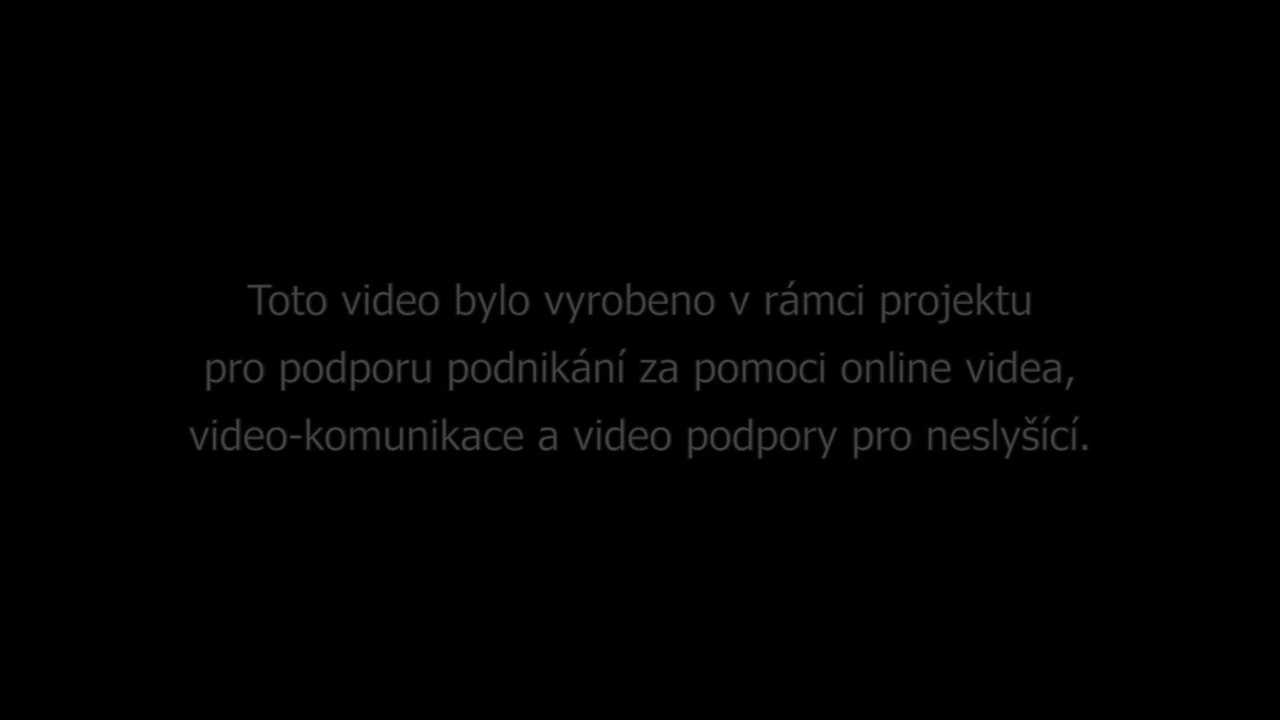 Toto video bylo vyrobeno v rámci projektu
pro podporu podnikání za pomoci online videa,
video-komunikace a video podpory pro neslyšící.